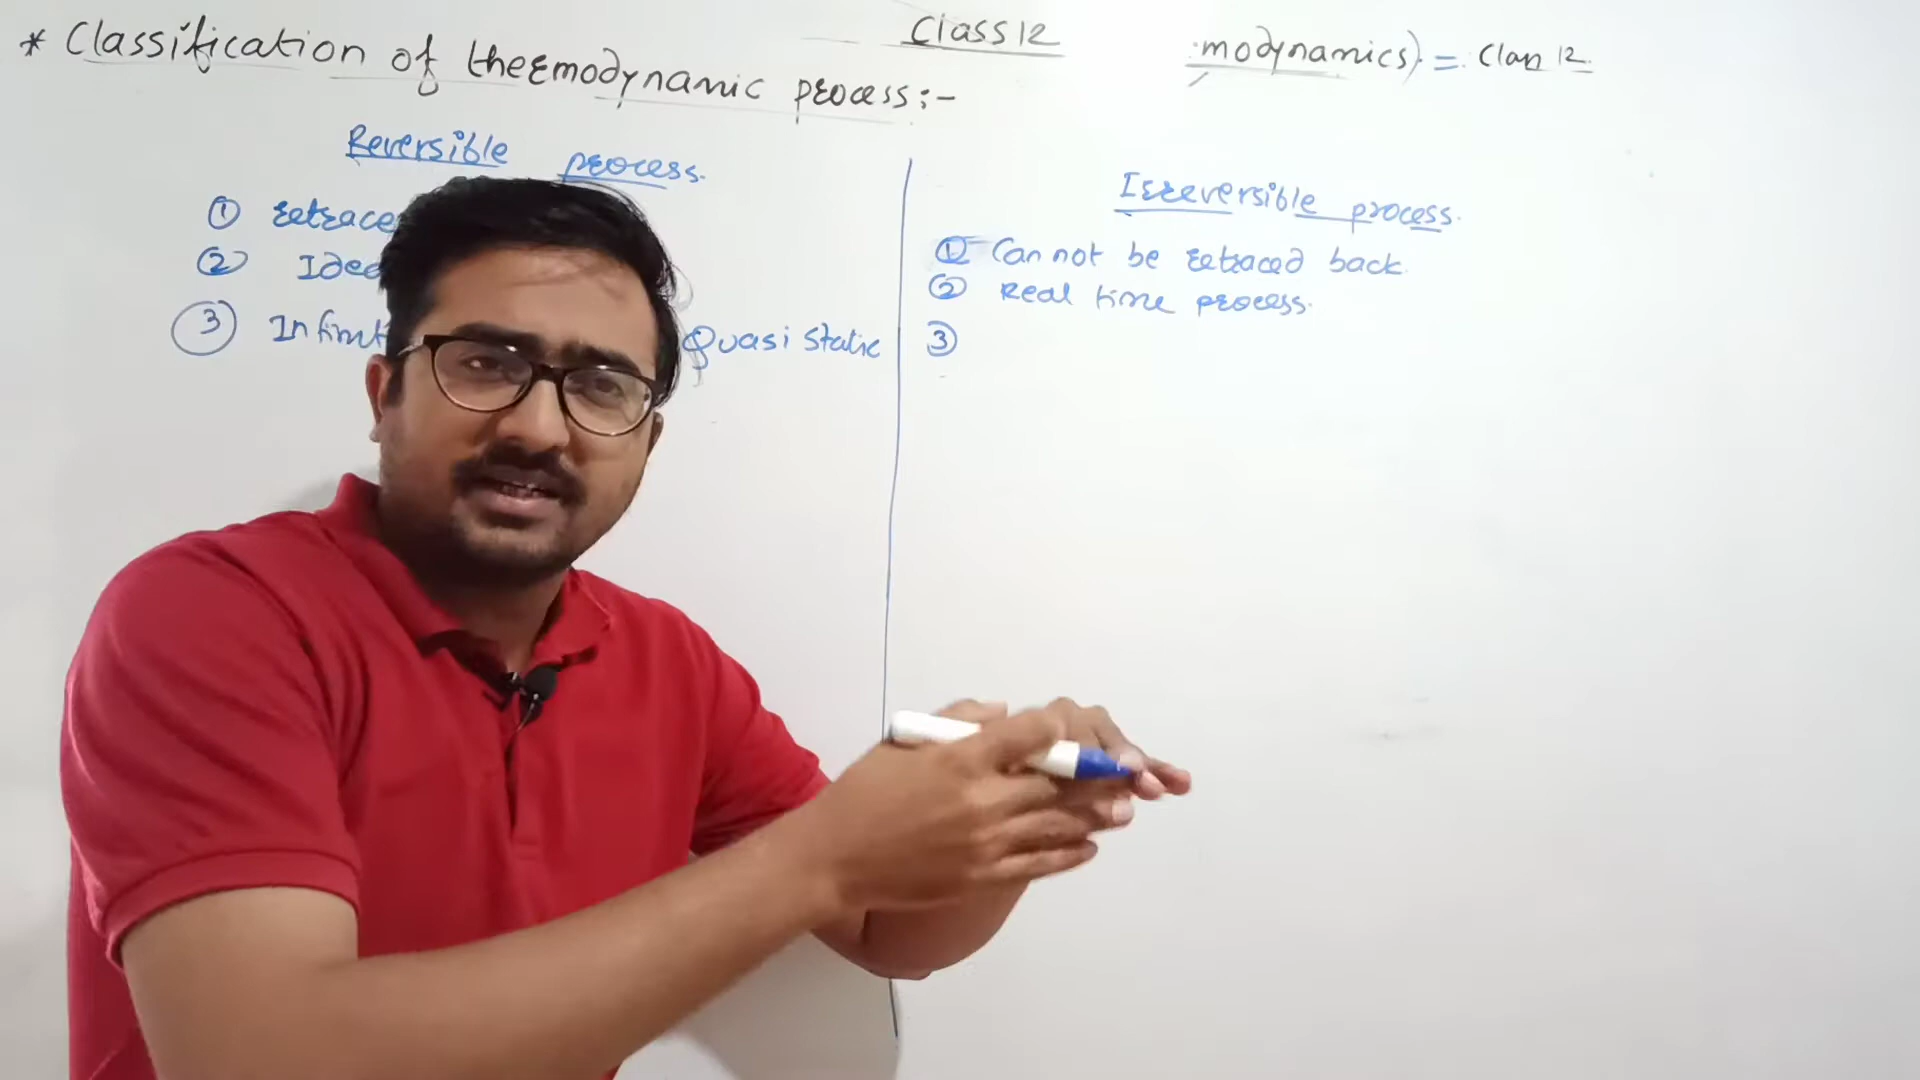 * Classification of thermodynamic process:-
Class 12
modynamics) = Class 12
Reversible process.
① retrace
② Idea
③ Infinit Quasi Static
Irreversible process.
① Can not be retraced back.
② Real time process.
③